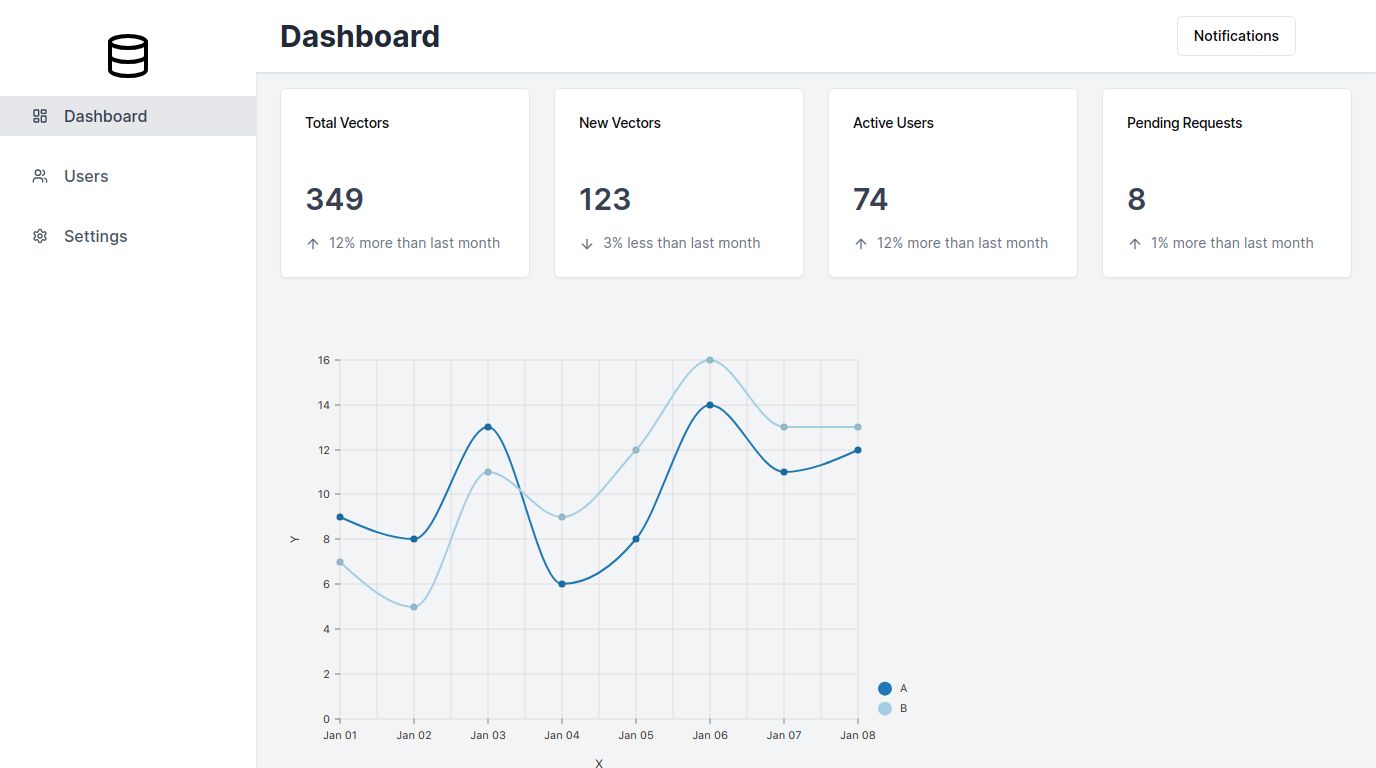 Dashboard
Notifications
Dashboard
Users
Settings
Total Vectors
349
12% more than last month
New Vectors
123
3% less than last month
Active Users
74
12% more than last month
Pending Requests
8
1% more than last month
16
14
12
10
8
6
4
2
0
Y
Jan 01 Jan 02 Jan 03 Jan 04 Jan 05 Jan 06 Jan 07 Jan 08
X
A
B